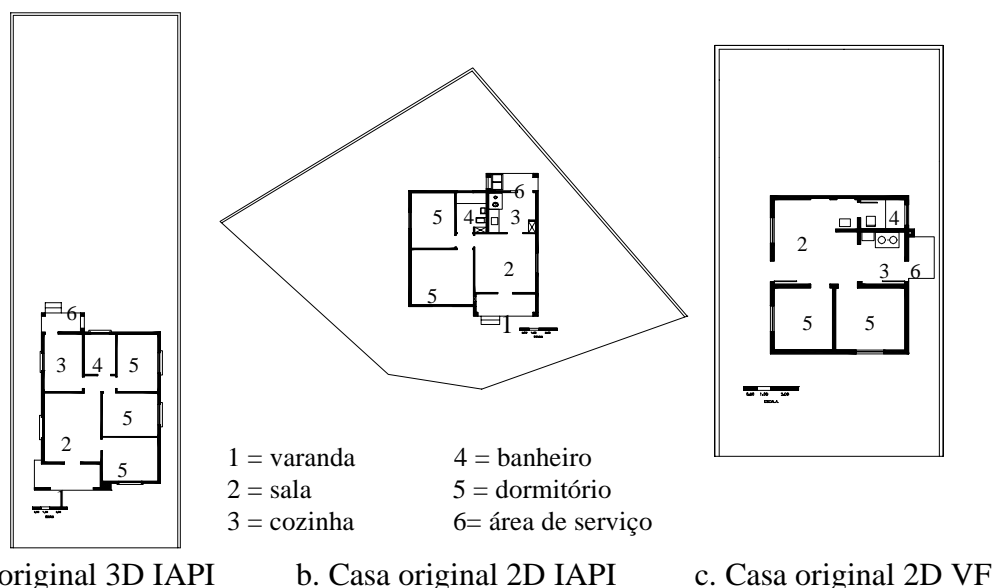 6
3 4 5
5
2
5
6
5 4 3
2
5
1
4
2
3 6
5 5
ESCALA
1 = varanda 4 = banheiro
2 = sala 5 = dormitório
3 = cozinha 6= área de serviço
original 3D IAPI b. Casa original 2D IAPI c. Casa original 2D VF